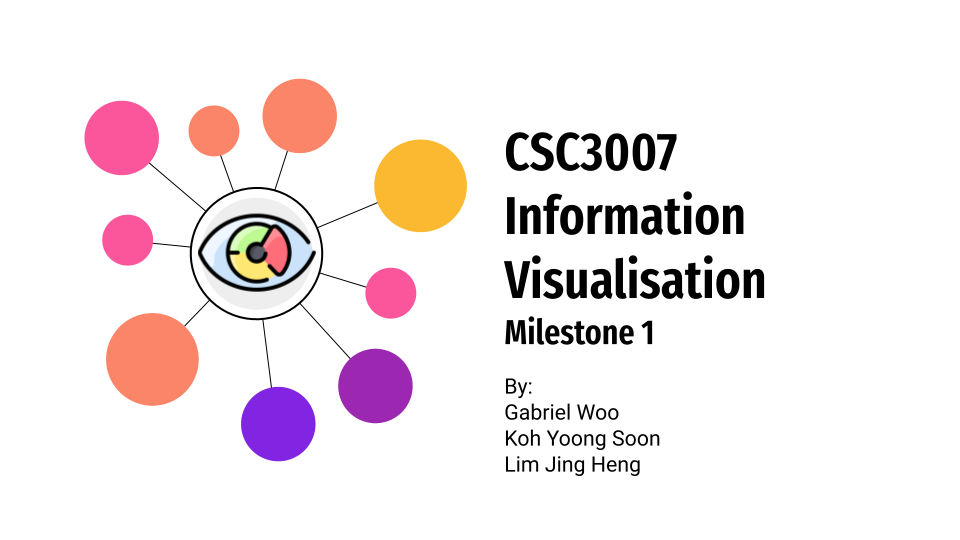 CSC3007
Information
Visualisation
Milestone 1
By:
Gabriel Woo
Koh Yoong Soon
Lim Jing Heng